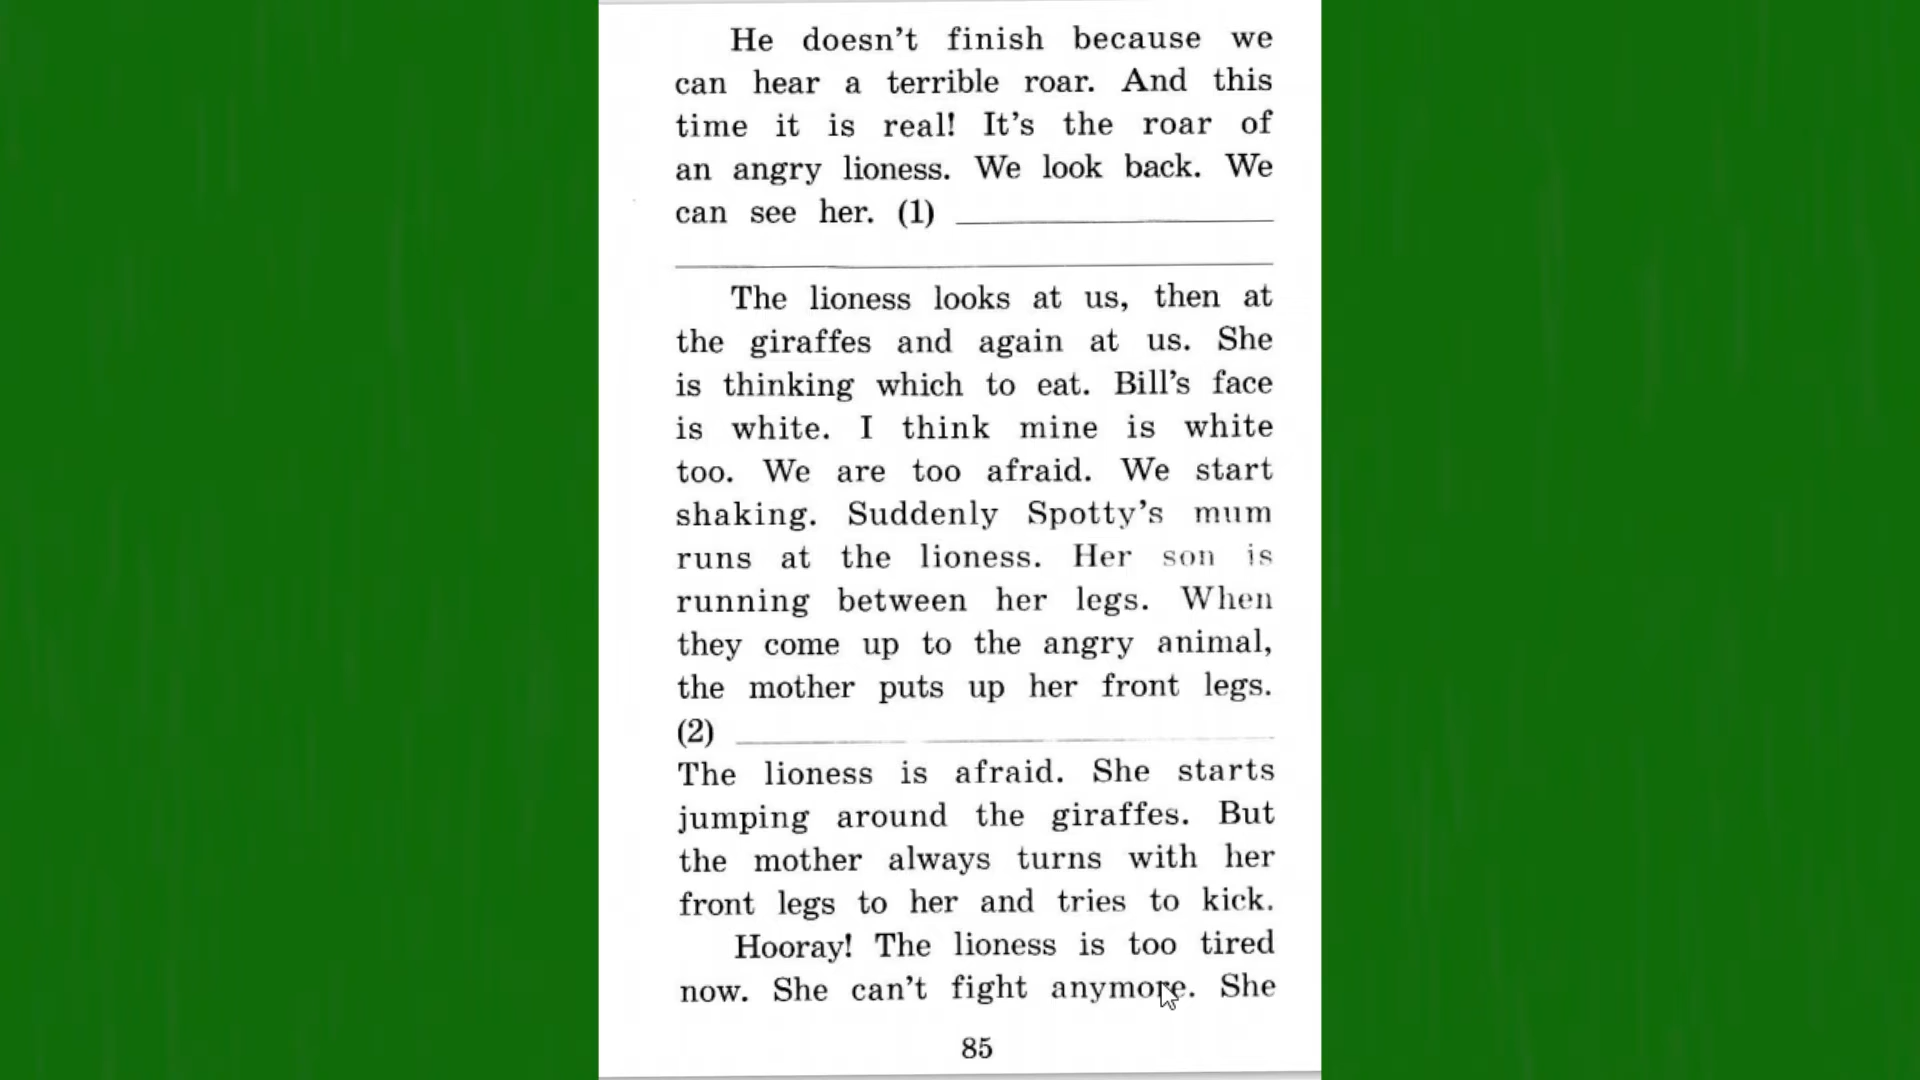 He doesn't finish because we
can hear a terrible roar. And this
time it is real! It's the roar of
an angry lioness. We look back. We
can see her. (1)
The lioness looks at us, then at
the giraffes and again at us. She
is thinking which to eat. Bill's face
is white. I think mine is white
too. We are too afraid. We start
shaking. Suddenly Spotty's mum
runs at the lioness. Her son is
running between her legs. When
they come up to the angry animal,
the mother puts up her front legs.
(2)
The lioness is afraid. She starts
jumping around the giraffes. But
the mother always turns with her
front legs to her and tries to kick.
Hooray! The lioness is too tired
now. She can't fight anymore. She
85